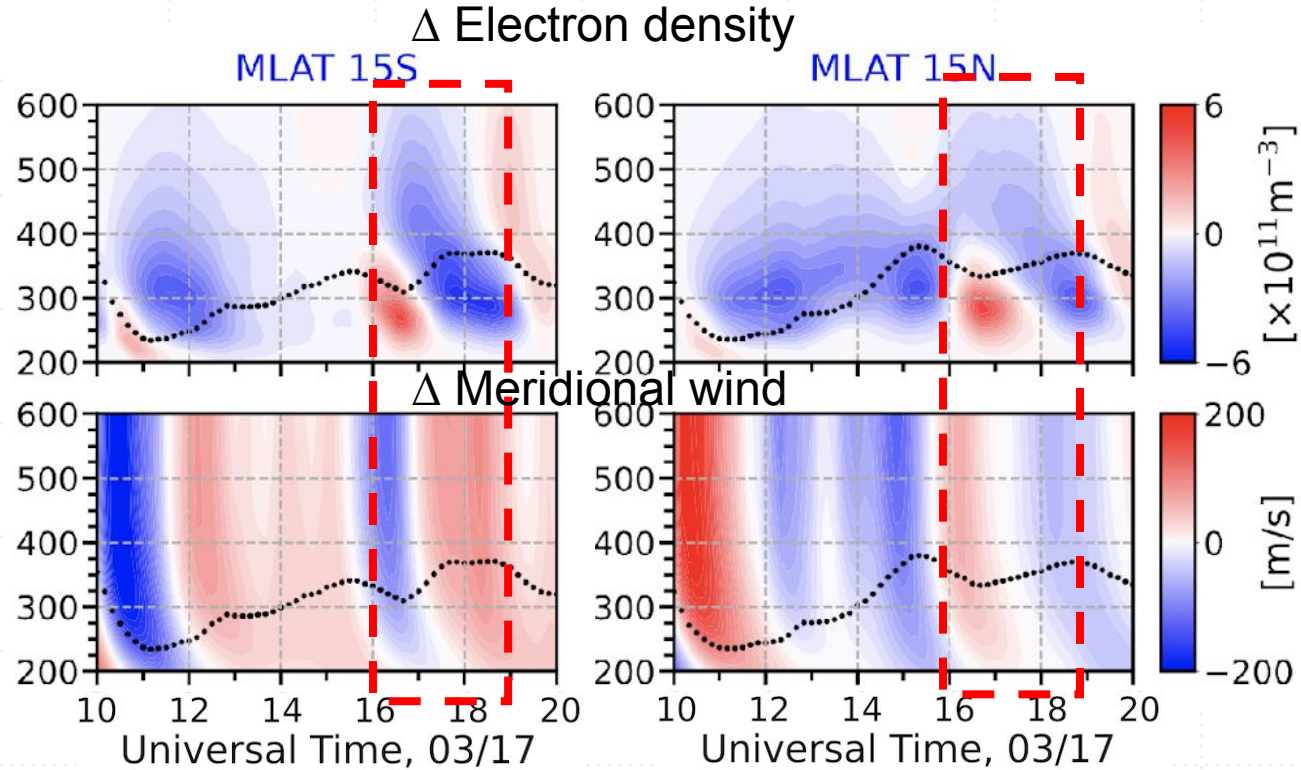 Δ Electron density
MLAT 15S
MLAT 15N
600
500
400
300
200
600
500
400
300
200
6
0
−6
[×10¹¹m⁻³]
Δ Meridional wind
600
500
400
300
200
600
500
400
300
200
200
0
−200
[m/s]
10 12 14 16 18 20
10 12 14 16 18 20
Universal Time, 03/17
Universal Time, 03/17